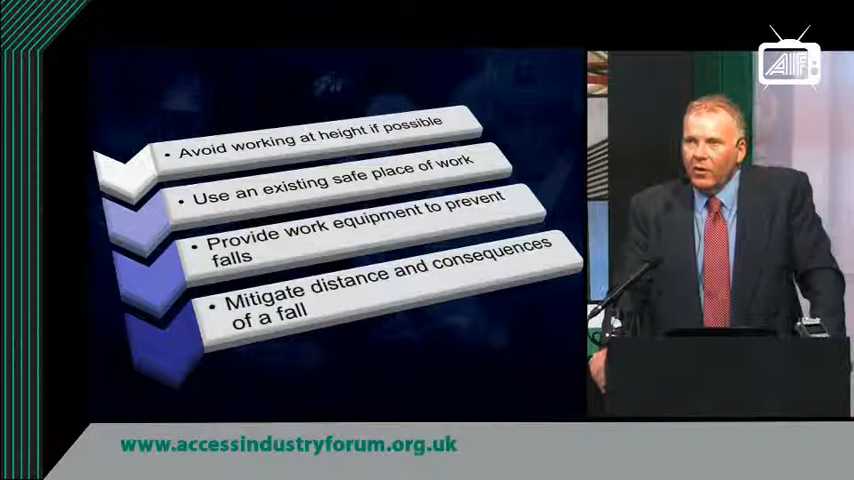 AIF
• Avoid working at height if possible
• Use an existing safe place of work
• Provide work equipment to prevent
falls
• Mitigate distance and consequences
of a fall
www.accessindustryforum.org.uk